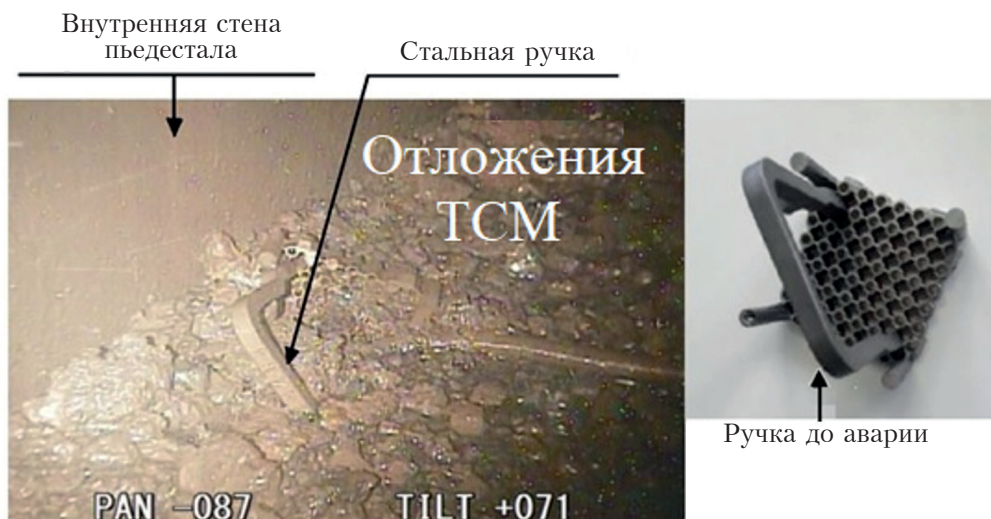 Внутренняя стена
пьедестала
Стальная ручка
Отложения
ТСМ
Ручка до аварии
PAN -087
TILT +071